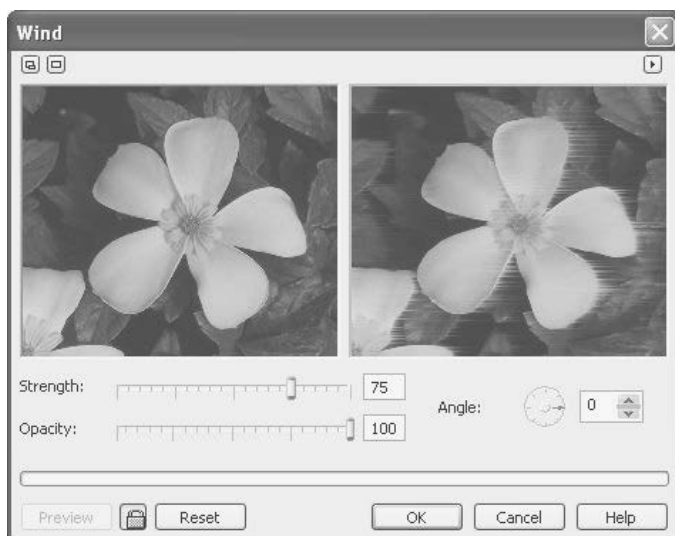 Wind
Strength: 75
Angle: 0
Opacity: 100
Preview Reset OK Cancel Help